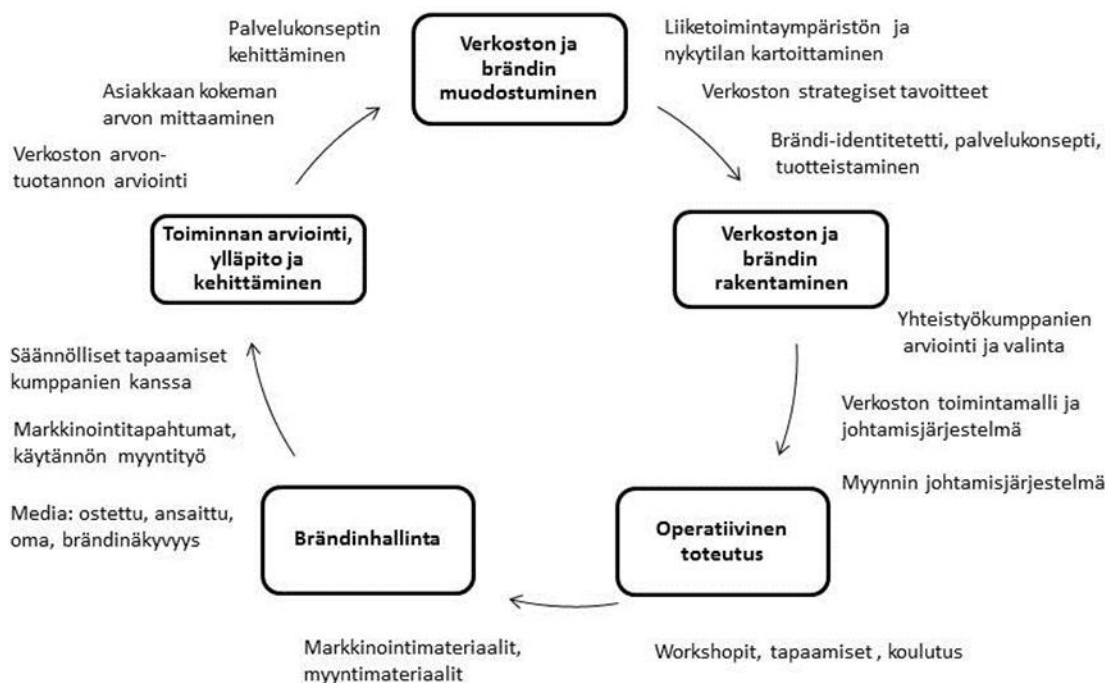 Palvelukonseptin
kehittäminen
Verkoston ja
brändin
muodostuminen
Liiketoimintaympäristön ja
nykytilan kartoittaminen
Asiakkaan kokeman
arvon mittaaminen
Verkoston strategiset tavoitteet
Verkoston arvon-
tuotannon arviointi
Brändi-identitetetti, palvelukonsepti,
tuotteistaminen
Toiminnan arviointi,
ylläpito ja
kehittäminen
Verkoston ja
brändin
rakentaminen
Yhteistyökumppanien
arviointi ja valinta
Säännölliset tapaamiset
kumppanien kanssa
Verkoston toimintamalli ja
johtamisjärjestelmä
Markkinointitapahtumat,
käytännön myyntityö
Myynnin johtamisjärjestelmä
Media: ostettu, ansaittu,
oma, brändinäkyvyys
Brändinhallinta
Operatiivinen
toteutus
Markkinointimateriaalit,
myyntimateriaalit
Workshopit, tapaamiset , koulutus